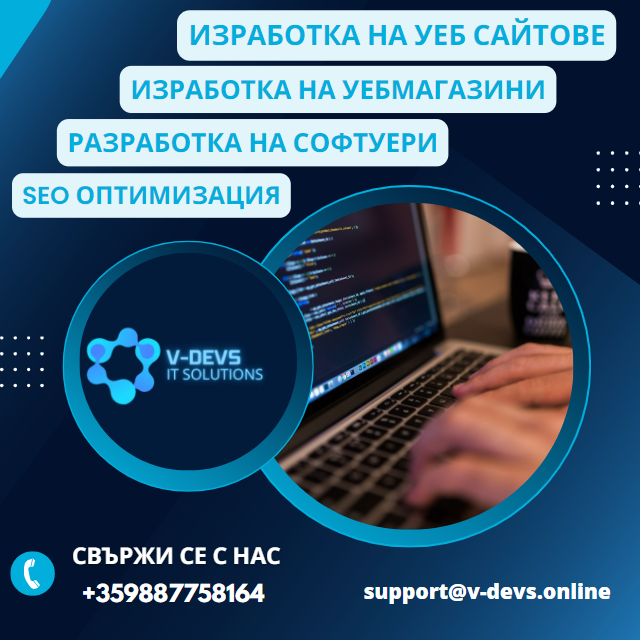 ИЗРАБОТКА НА УЕБ САЙТОВЕ
ИЗРАБОТКА НА УЕБМАГАЗИНИ
РАЗРАБОТКА НА СОФТУЕРИ
SEO ОПТИМИЗАЦИЯ
V-DEVS
IT SOLUTIONS
СВЪРЖИ СЕ С НАС
+359887758164
support@v-devs.online